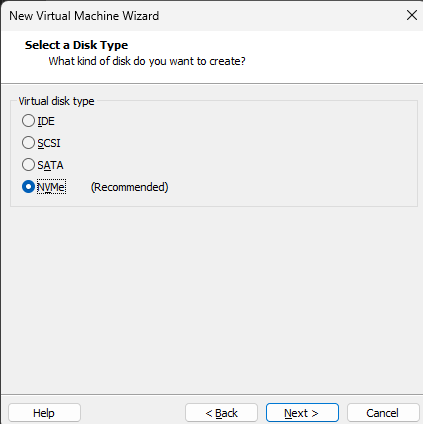 New Virtual Machine Wizard
Select a Disk Type
What kind of disk do you want to create?
Virtual disk type
IDE
SCSI
SATA
NVMe (Recommended)
Help < Back Next > Cancel